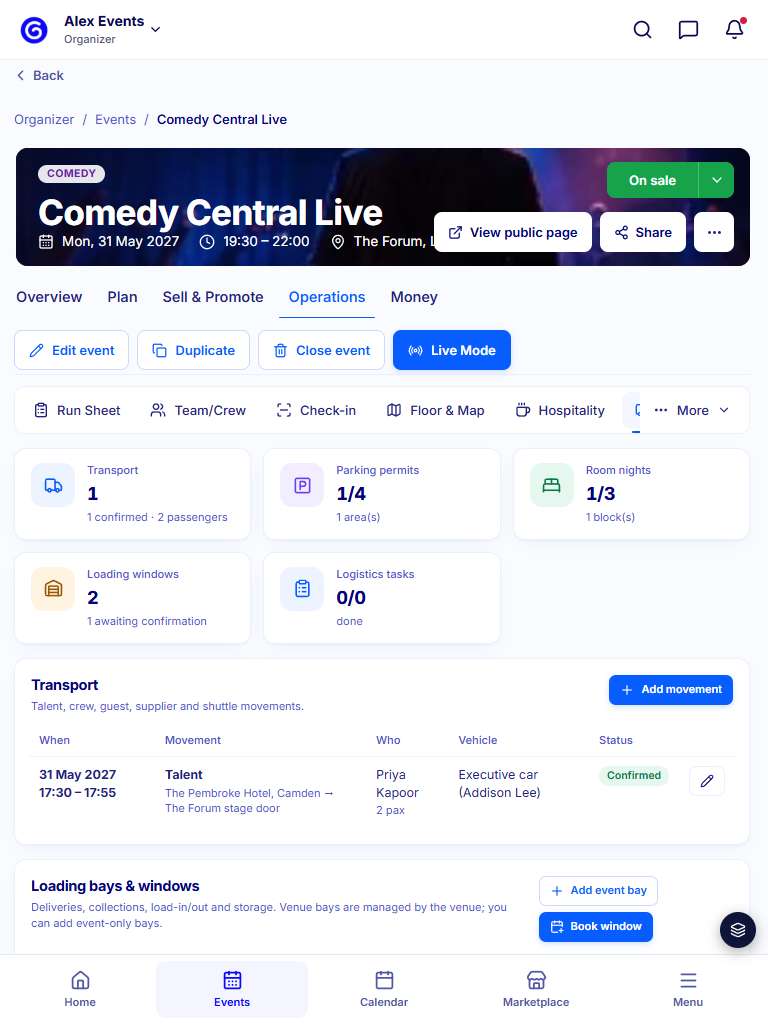 Alex Events
Organizer
Back
Organizer / Events / Comedy Central Live
COMEDY
On sale
Comedy Central Live
Mon, 31 May 2027 19:30 – 22:00 The Forum,
View public page
Share
Overview Plan Sell & Promote Operations Money
Edit event Duplicate Close event Live Mode
Run Sheet Team/Crew Check-in Floor & Map Hospitality More
Transport
1
1 confirmed · 2 passengers
Parking permits
1/4
1 area(s)
Room nights
1/3
1 block(s)
Loading windows
2
1 awaiting confirmation
Logistics tasks
0/0
done
Transport
Talent, crew, guest, supplier and shuttle movements.
Add movement
When Movement Who Vehicle Status
31 May 2027
17:30 – 17:55
Talent
The Pembroke Hotel, Camden →
The Forum stage door
Priya
Kapoor
2 pax
Executive car
(Addison Lee)
Confirmed
Loading bays & windows
Deliveries, collections, load-in/out and storage. Venue bays are managed by the venue; you
can add event-only bays.
Add event bay
Book window
Home Events Calendar Marketplace Menu